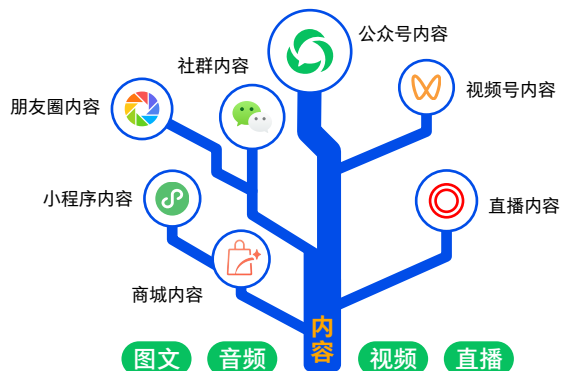 公众号内容
社群内容
视频号内容
朋友圈内容
小程序内容
直播内容
商城内容
内容
图文 音频 视频 直播